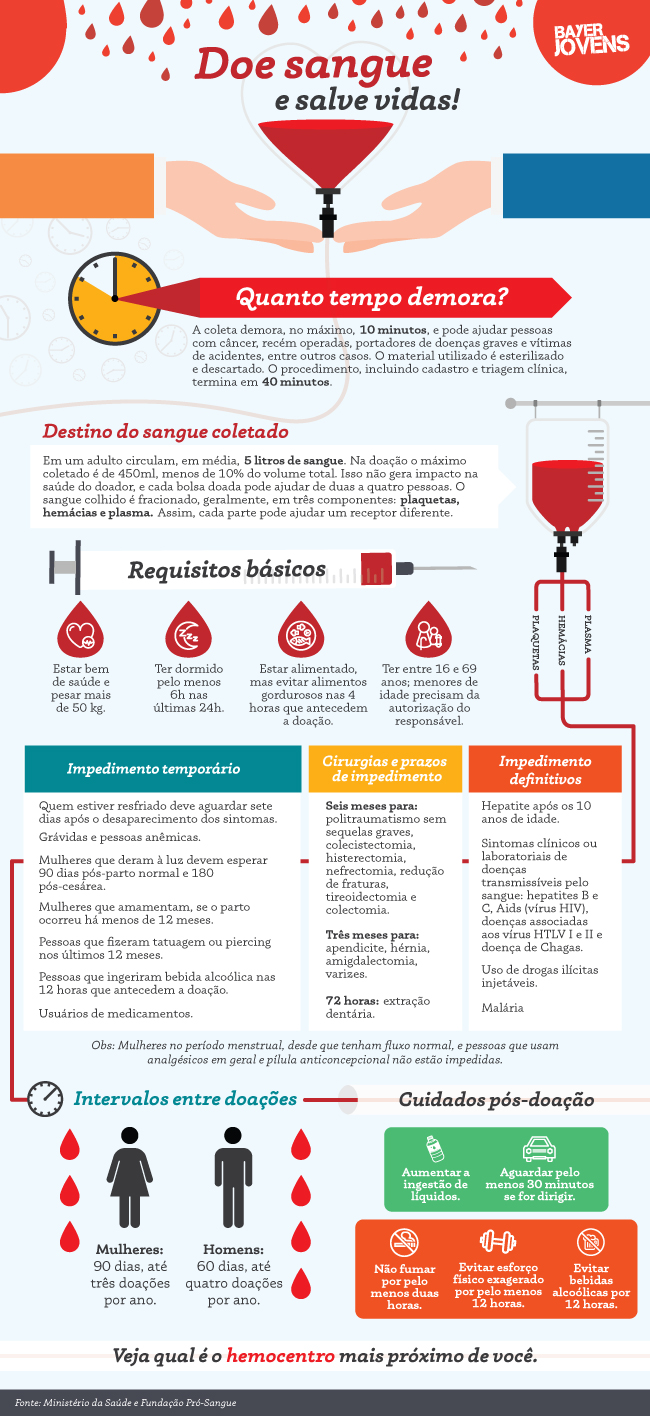 BAYER
JOVENS
Doe sangue
e salve vidas!
Quanto tempo demora?
A coleta demora, no máximo, 10 minutos, e pode ajudar pessoas
com câncer, recém operadas, portadores de doenças graves e vítimas
de acidentes, entre outros casos. O material utilizado é esterilizado
e descartado. O procedimento, incluindo cadastro e triagem clínica,
termina em 40 minutos.
Destino do sangue coletado
Em um adulto circulam, em média, 5 litros de sangue. Na doação o máximo
coletado é de 450ml, menos de 10% do volume total. Isso não gera impacto na
saúde do doador, e cada bolsa doada pode ajudar de duas a quatro pessoas. O
sangue colhido é fracionado, geralmente, em três componentes: plaquetas,
hemácias e plasma. Assim, cada parte pode ajudar um receptor diferente.
PLAQUETAS
HEMÁCIAS
PLASMA
Requisitos básicos
Estar bem
de saúde e
pesar mais
de 50 kg.
Ter dormido
pelo menos
6h nas
últimas 24h.
Estar alimentado,
mas evitar alimentos
gordurosos nas 4
horas que antecedem
a doação.
Ter entre 16 e 69
anos; menores de
idade precisam da
autorização do
responsável.
Impedimento temporário
Quem estiver resfriado deve aguardar sete
dias após o desaparecimento dos sintomas.
Grávidas e pessoas anêmicas.
Mulheres que deram à luz devem esperar
90 dias pós-parto normal e 180
pós-cesárea.
Mulheres que amamentam, se o parto
ocorreu há menos de 12 meses.
Pessoas que fizeram tatuagem ou piercing
nos últimos 12 meses.
Pessoas que ingeriram bebida alcoólica nas
12 horas que antecedem a doação.
Usuários de medicamentos.
Cirurgias e prazos
de impedimento
Seis meses para:
politraumatismo sem
sequelas graves,
colecistectomia,
histerectomia,
nefrectomia, redução
de fraturas,
tireoidectomia e
colectomia.
Três meses para:
apendicite, hérnia,
amigdalectomia,
varizes.
72 horas: extração
dentária.
Impedimento
definitivos
Hepatite após os 10
anos de idade.
Sintomas clínicos ou
laboratoriais de
doenças
transmissíveis pelo
sangue: hepatites B e
C, Aids (vírus HIV),
doenças associadas
aos vírus HTLV I e II e
doença de Chagas.
Uso de drogas ilícitas
injetáveis.
Malária
Obs: Mulheres no período menstrual, desde que tenham fluxo normal, e pessoas que usam
analgésicos em geral e pílula anticoncepcional não estão impedidas.
Intervalos entre doações
Mulheres:
90 dias, até
três doações
por ano.
Homens:
60 dias, até
quatro doações
por ano.
Cuidados pós-doação
Aumentar a
ingestão de
líquidos.
Aguardar pelo
menos 30 minutos
se for dirigir.
Não fumar
por pelo
menos duas
horas.
Evitar esforço
físico exagerado
por pelo menos
12 horas.
Evitar
bebidas
alcoólicas por
12 horas.
Veja qual é o hemocentro mais próximo de você.
Fonte: Ministério da Saúde e Fundação Pró-Sangue